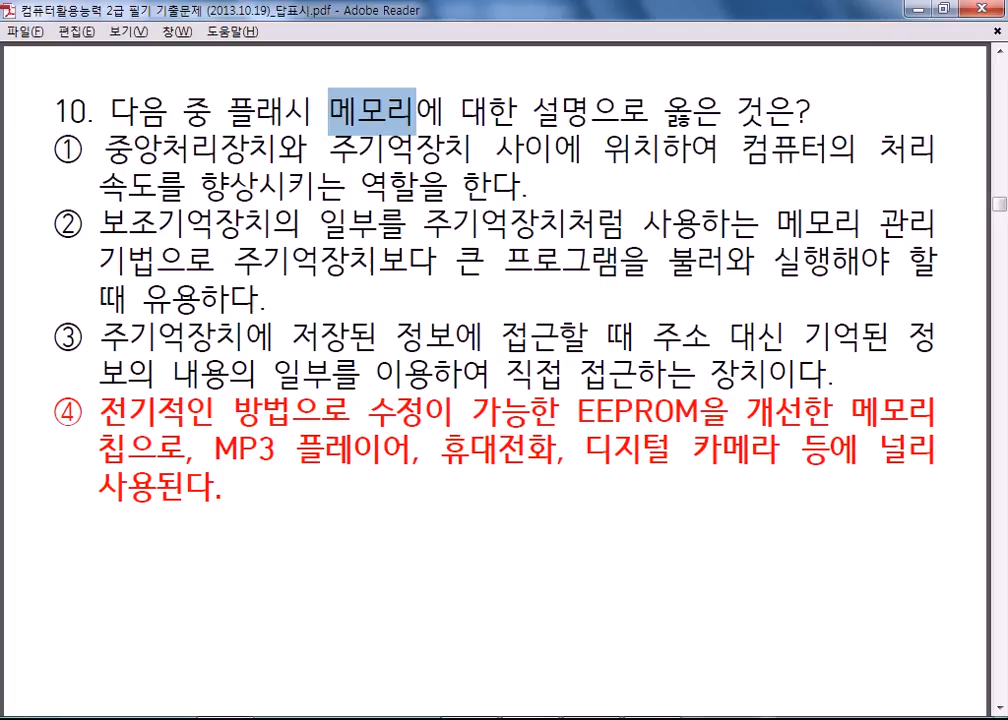 컴퓨터활용능력 2급 필기 기출문제 (2013.10.19)_답표시.pdf - Adobe Reader
파일(F) 편집(E) 보기(V) 창(W) 도움말(H)
10. 다음 중 플래시 메모리에 대한 설명으로 옳은 것은?
① 중앙처리장치와 주기억장치 사이에 위치하여 컴퓨터의 처리
속도를 향상시키는 역할을 한다.
② 보조기억장치의 일부를 주기억장치처럼 사용하는 메모리 관리
기법으로 주기억장치보다 큰 프로그램을 불러와 실행해야 할
때 유용하다.
③ 주기억장치에 저장된 정보에 접근할 때 주소 대신 기억된 정
보의 내용의 일부를 이용하여 직접 접근하는 장치이다.
④ 전기적인 방법으로 수정이 가능한 EEPROM을 개선한 메모리
칩으로, MP3 플레이어, 휴대전화, 디지털 카메라 등에 널리
사용된다.